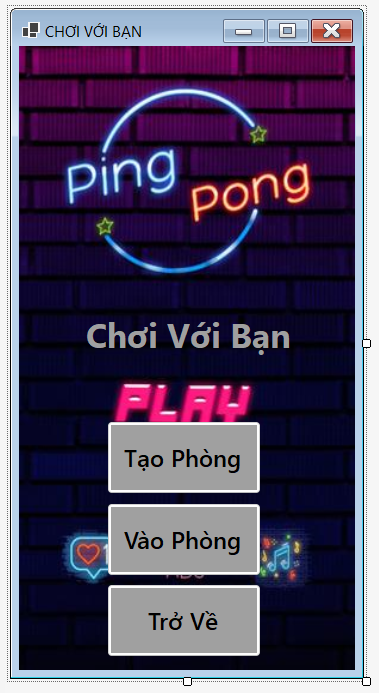 CHƠI VỚI BẠN
Ping
Pong
Chơi Với Bạn
PLAY
Tạo Phòng
Vào Phòng
Trở Về